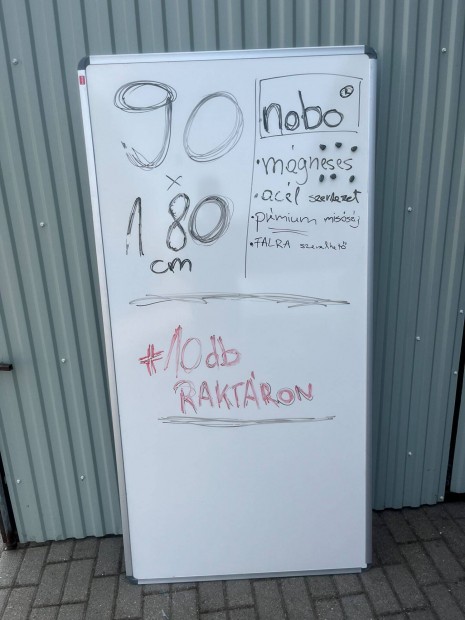 90
×
180
cm
nobo ®
• mágneses
• acél szerkezet
• prémium minőség
• FALRA szerelhető
+10db
RAKTÁRON